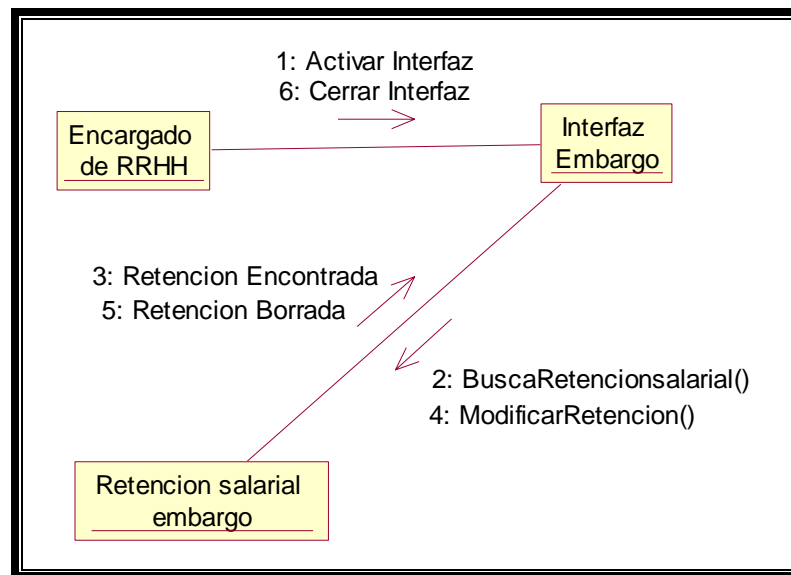 1: Activar Interfaz
6: Cerrar Interfaz
Encargado
de RRHH
Interfaz
Embargo
3: Retencion Encontrada
5: Retencion Borrada
2: BuscaRetencionsalarial()
4: ModificarRetencion()
Retencion salarial
embargo